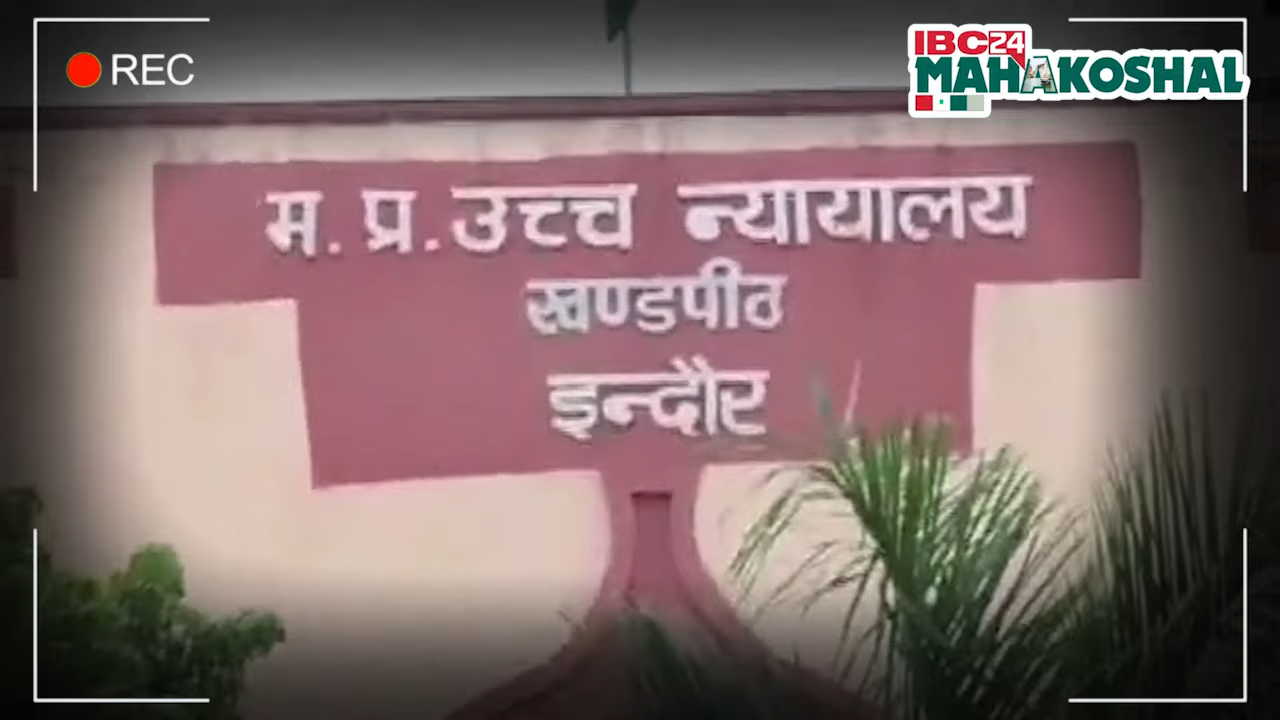 REC
IBC24
MAHAKOSHAL
म. प्र. उच्च न्यायालय
खण्डपीठ
इन्दौर